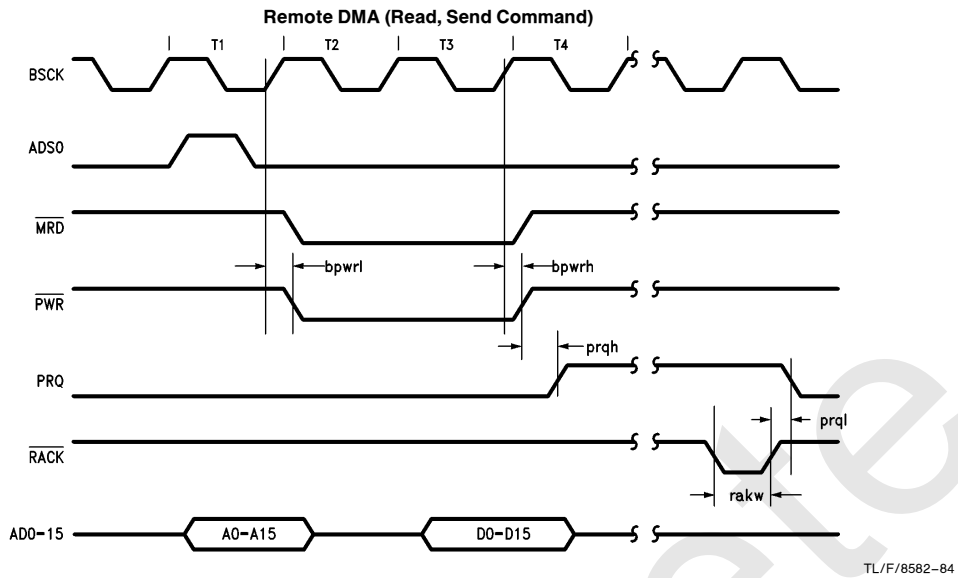 Remote DMA (Read, Send Command)
T1 T2 T3 T4
BSCK
ADS0
MRD
bpwrl bpwrh
PWR
prqh
PRQ
prql
RACK
rakw
AD0-15 A0-A15 D0-D15
TL/F/8582-84